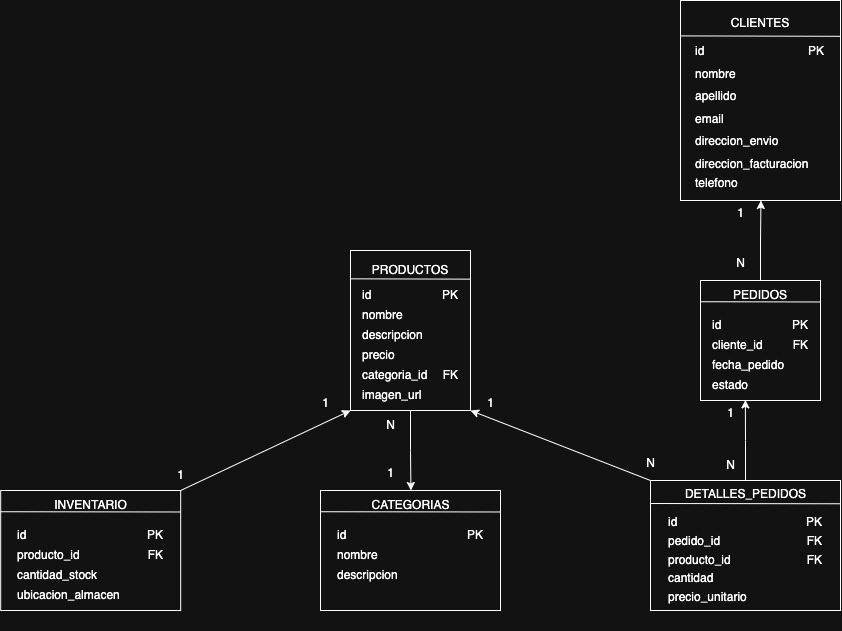 CLIENTES
id PK
nombre
apellido
email
direccion_envio
direccion_facturacion
telefono
1
N
PRODUCTOS
id PK
nombre
descripcion
precio
categoria_id FK
imagen_url
PEDIDOS
id PK
cliente_id FK
fecha_pedido
estado
1
N
1
1
1
1
N
N
INVENTARIO
id PK
producto_id FK
cantidad_stock
ubicacion_almacen
CATEGORIAS
id PK
nombre
descripcion
DETALLES_PEDIDOS
id PK
pedido_id FK
producto_id FK
cantidad
precio_unitario